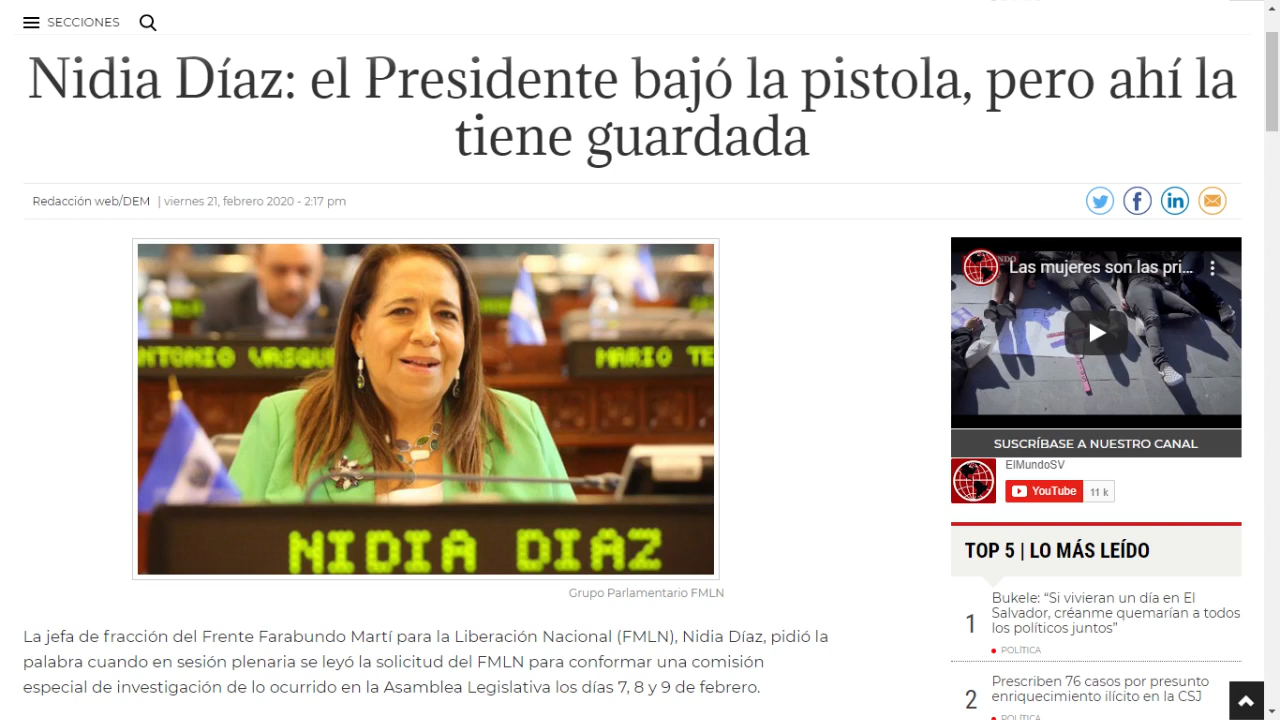 SECCIONES
Nidia Díaz: el Presidente bajó la pistola, pero ahí la
tiene guardada
Redacción web/DEM | viernes 21, febrero 2020 - 2:17 pm
ANTONIO VASQU
MARIO TE
NIDIA DIAZ
Grupo Parlamentario FMLN
La jefa de fracción del Frente Farabundo Martí para la Liberación Nacional (FMLN), Nidia Díaz, pidió la
palabra cuando en sesión plenaria se leyó la solicitud del FMLN para conformar una comisión
especial de investigación de lo ocurrido en la Asamblea Legislativa los días 7, 8 y 9 de febrero.
Las mujeres son las pri...
SUSCRÍBASE A NUESTRO CANAL
ElMundoSV
YouTube 11 k
TOP 5 | LO MÁS LEÍDO
1
Bukele: “Si vivieran un día en El
Salvador, créanme quemarían a todos
los políticos juntos”
POLÍTICA
2
Prescriben 76 casos por presunto
enriquecimiento ilícito en la CSJ
POLÍTICA